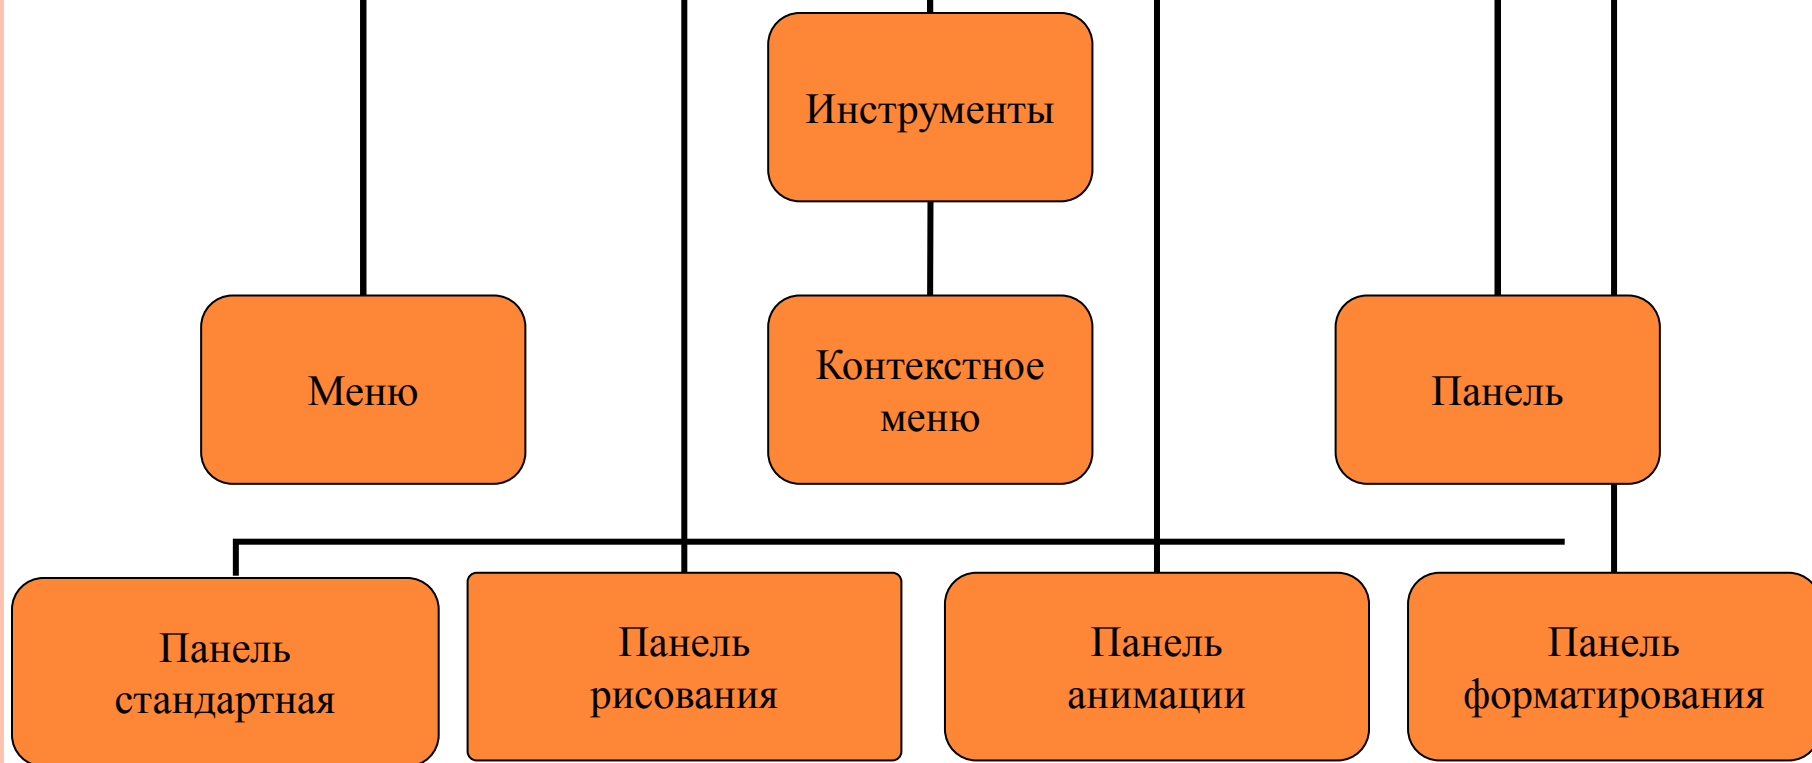 Инструменты
Меню
Контекстное
меню
Панель
Панель
стандартная
Панель
рисования
Панель
анимации
Панель
форматирования